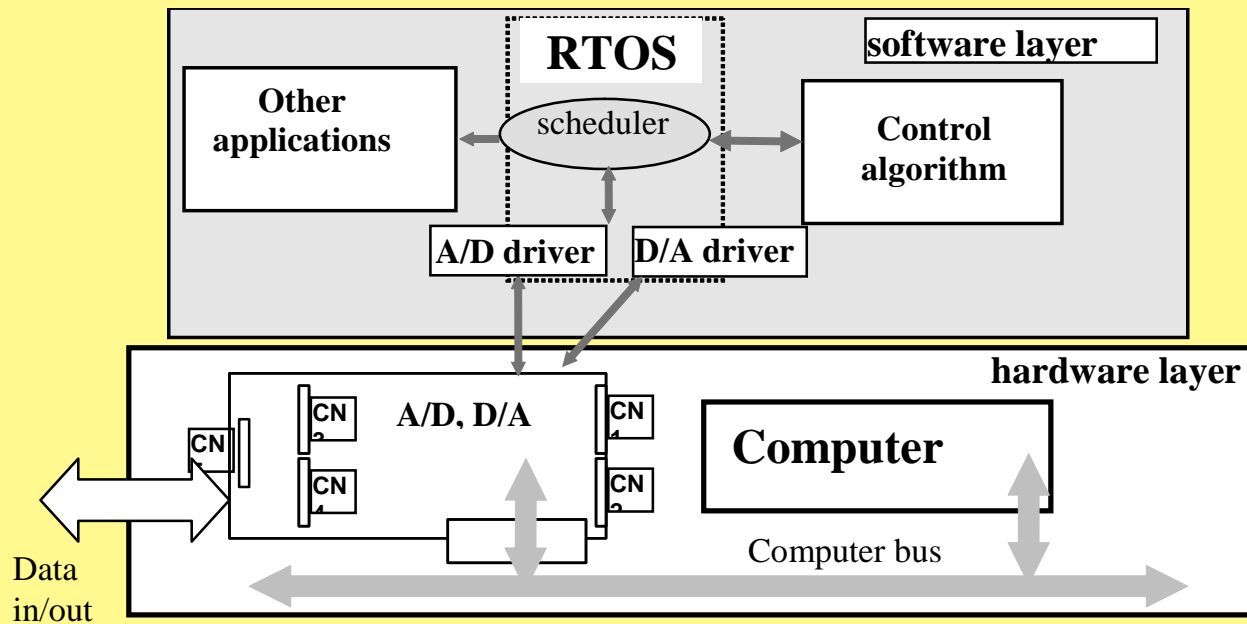 RTOS
software layer
Other
applications
scheduler
Control
algorithm
A/D driver
D/A driver
hardware layer
A/D, D/A
CN
CN
CN
CN
CN
Computer
Computer bus
Data
in/out